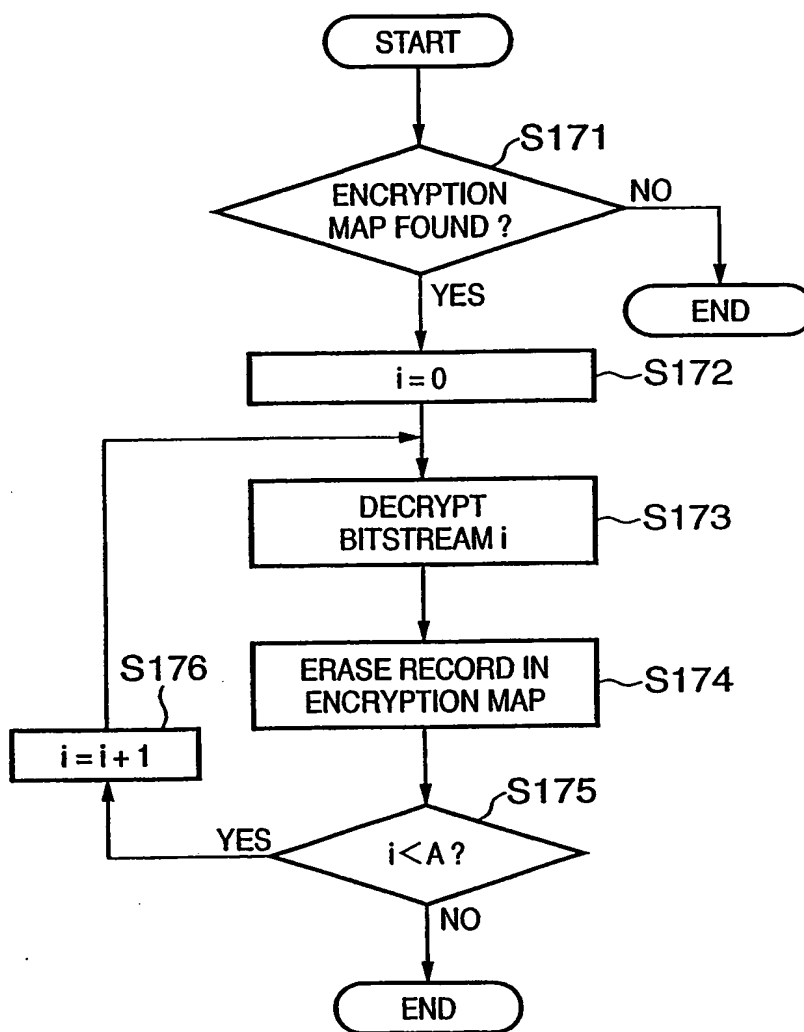 START
S171
ENCRYPTION
MAP FOUND ?
NO
YES
END
i = 0
S172
DECRYPT
BITSTREAM i
S173
ERASE RECORD IN
ENCRYPTION MAP
S174
S176
i = i + 1
S175
YES
i < A ?
NO
END